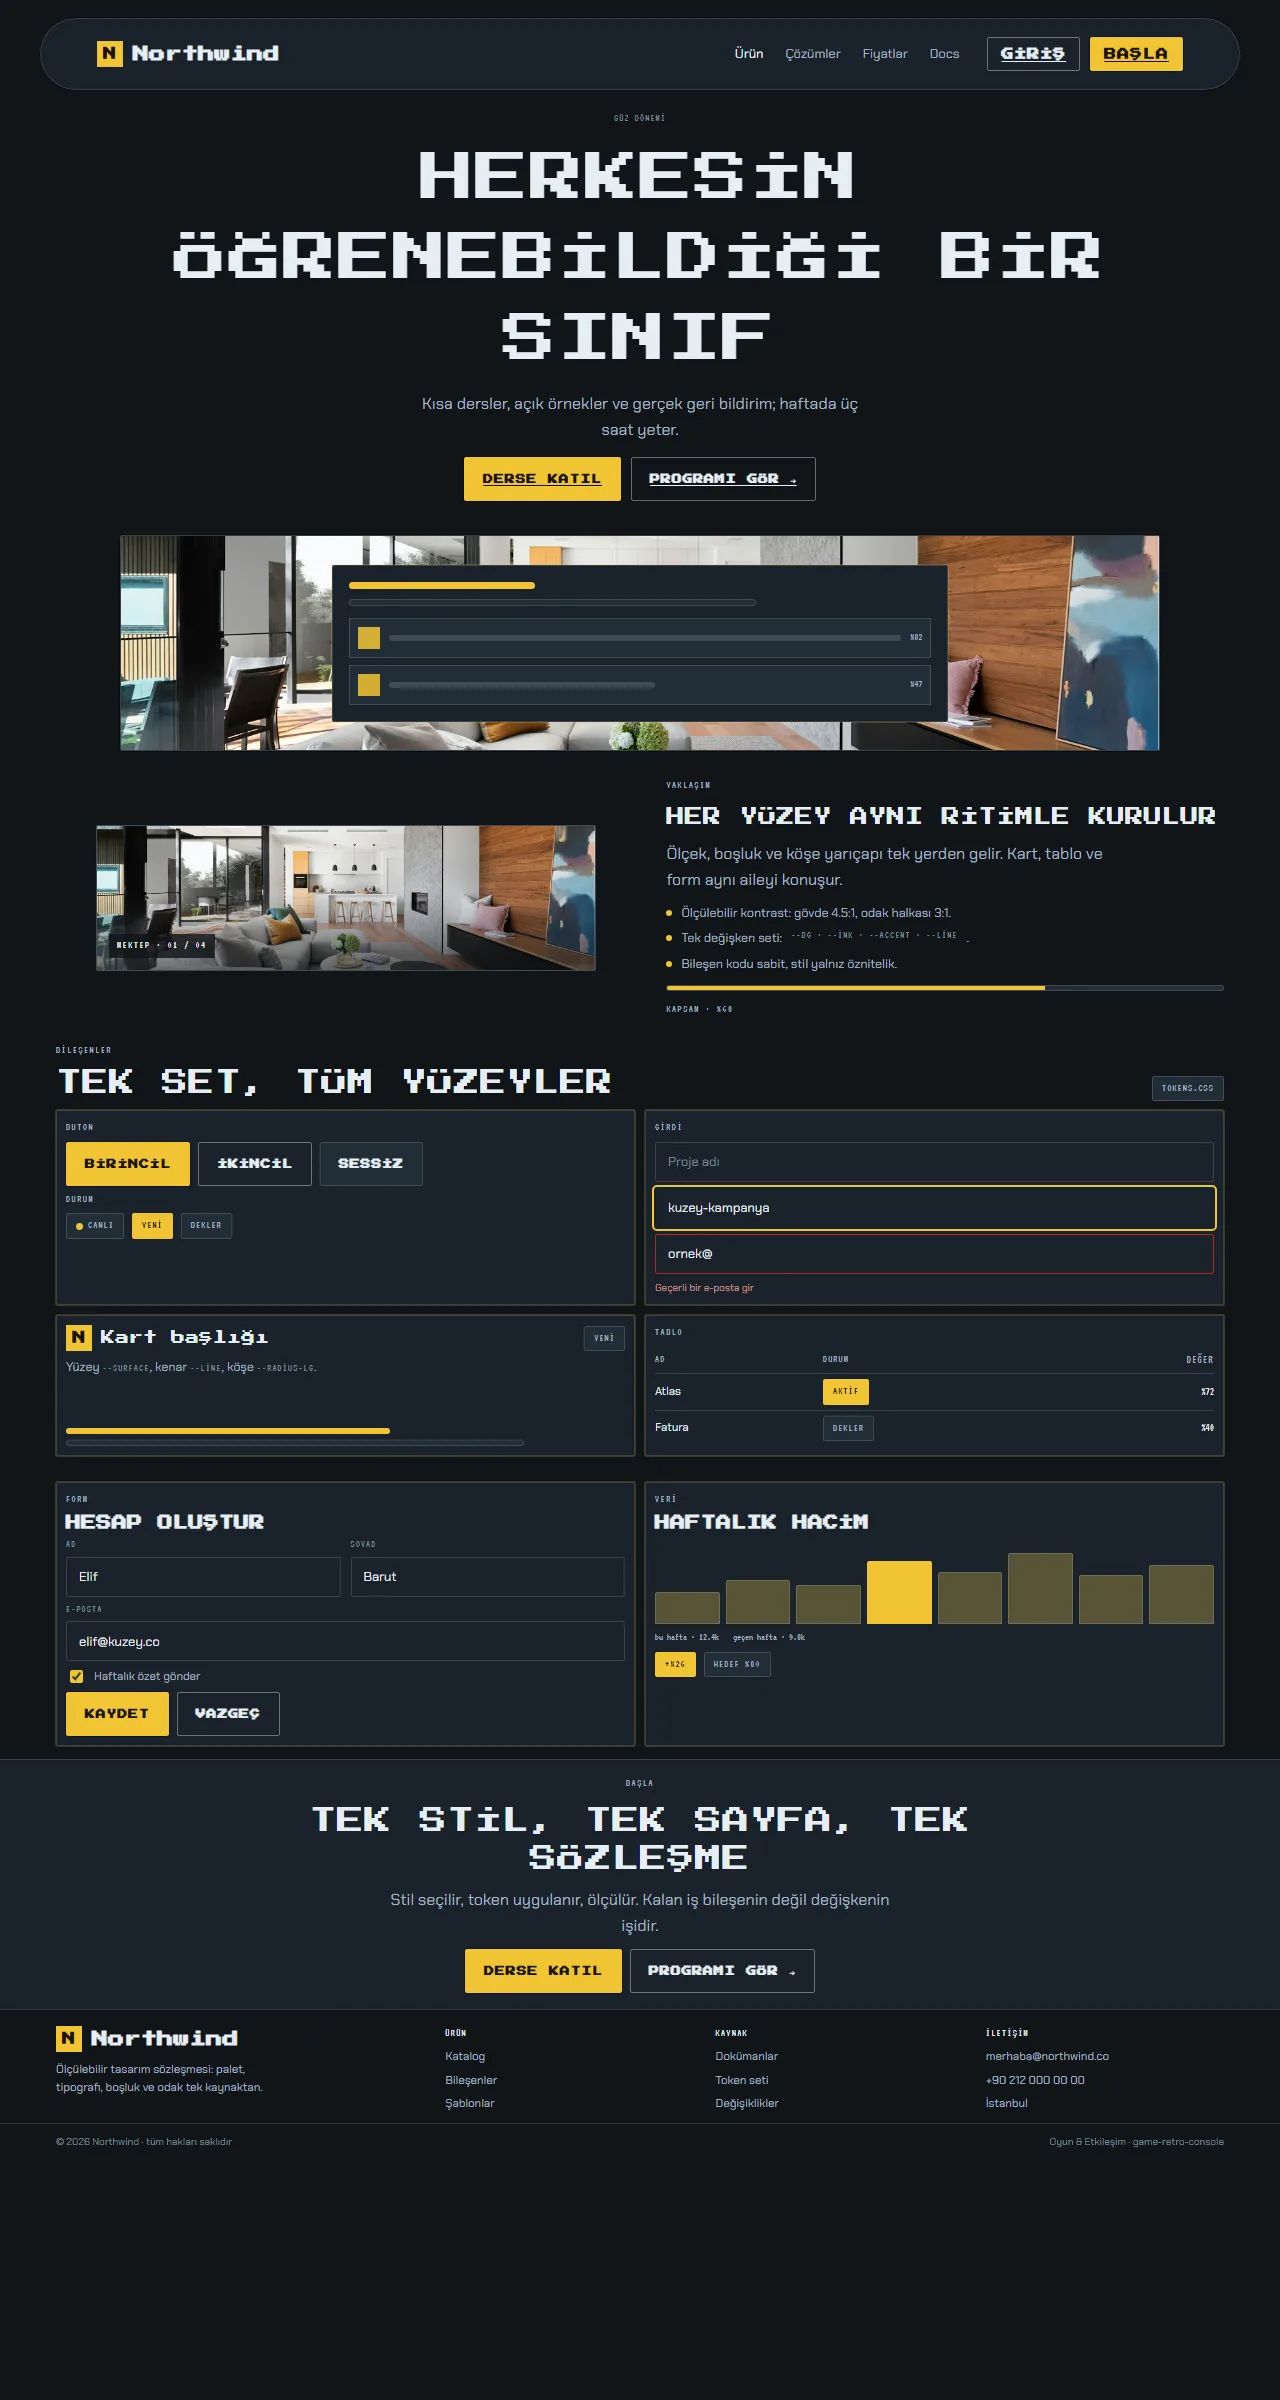 N Northwind
Ürün Çözümler Fiyatlar Docs GİRİŞ BAŞLA
GÜZ DÖNEMİ
HERKESİN
ÖĞRENEBİLDİĞİ BİR
SINIF
Kısa dersler, açık örnekler ve gerçek geri bildirim; haftada üç
saat yeter.
DERSE KATIL PROGRAMI GÖR →
%47
YAKLAŞIM
HER YÜZEY AYNI RİTİMLE KURULUR
Ölçek, boşluk ve köşe yarıçapı tek yerden gelir. Kart, tablo ve
form aynı aileyi konuşur.
Ölçülebilir kontrast: gövde 4.5:1, odak halkası 3:1.
Tek değişken seti: --BG · --İNK · --ACCENT · --LİNE .
Bileşen kodu sabit, stil yalnız öznitelik.
MEKTEP · 01 / 04
KAPSAM
BİLEŞENLER
TEK SET, TÜM YÜZEYLER
TOKENS.CSS
BUTON
BİRİNCİL İKİNCİL SESSİZ
DURUM
CANLI YENİ BEKLER
GİRDİ
Proje adı
kuzey-kampanya
ornek@
Geçerli bir e-posta gir
N Kart başlığı YENİ
Yüzey --SURFACE, kenar --LİNE, köşe --RADİUS-LG.
TABLO
AD DURUM DEĞER
Atlas AKTİF %72
Fatura BEKLER %40
FORM
HESAP OLUŞTUR
AD SOYAD
Elif Barut
E-POSTA
elif@kuzey.co
Haftalık özet gönder
KAYDET VAZGEÇ
VERİ
HAFTALIK HACİM
bu hafta · 12.4k geçen hafta
HEDEF
BAŞLA
TEK STİL, TEK SAYFA, TEK
SÖZLEŞME
Stil seçilir, token uygulanır, ölçülür. Kalan iş bileşenin değil değişkenin
işidir.
DERSE KATIL PROGRAMI GÖR →
N Northwind
Ölçülebilir tasarım sözleşmesi: palet,
tipografi, boşluk ve odak tek kaynaktan.
ÜRÜN
Katalog
Bileşenler
Şablonlar
KAYNAK
Dokümanlar
Token seti
Değişiklikler
İLETİŞİM
merhaba@northwind.co
+90 212 000 00 00
İstanbul
© 2026 Northwind · tüm hakları saklıdır
Oyun & Etkileşim · game-retro-console